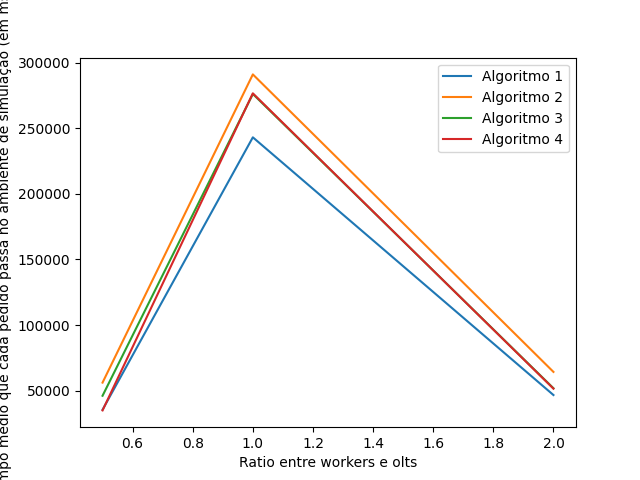 médio que cada pedido passa no ambiente de simulação (em
300000
250000
200000
150000
100000
50000
Algoritmo 1
Algoritmo 2
Algoritmo 3
Algoritmo 4
0.6 0.8 1.0 1.2 1.4 1.6 1.8 2.0
Ratio entre workers e olts